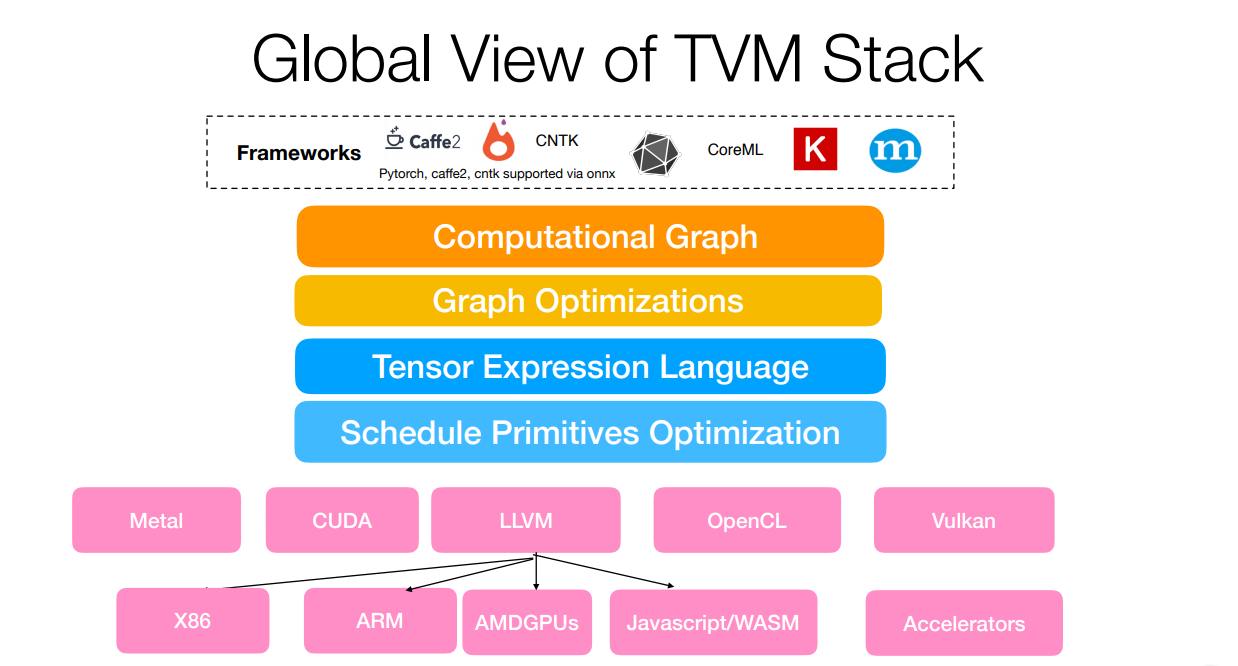 Global View of TVM Stack
Frameworks
Caffe2
CNTK
CoreML
K
m
Pytorch, caffe2, cntk supported via onnx
Computational Graph
Graph Optimizations
Tensor Expression Language
Schedule Primitives Optimization
Metal
CUDA
LLVM
OpenCL
Vulkan
X86
ARM
AMDGPUs
Javascript/WASM
Accelerators